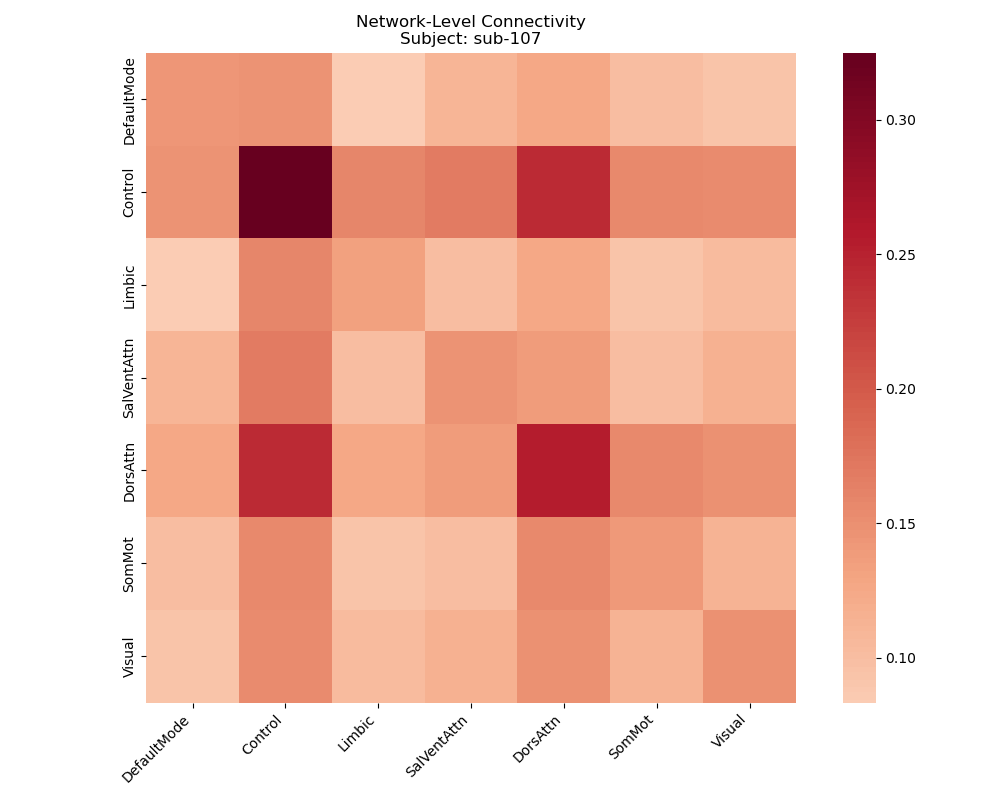 Network-Level Connectivity
Subject: sub-107
DefaultMode
Control
Limbic
SalVentAttn
DorsAttn
SomMot
Visual
DefaultMode
Control
Limbic
SalVentAttn
DorsAttn
SomMot
Visual
0.30
0.25
0.20
0.15
0.10